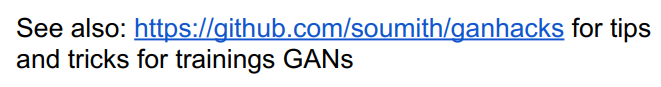 See also: https://github.com/soumith/ganhacks for tips
and tricks for trainings GANs